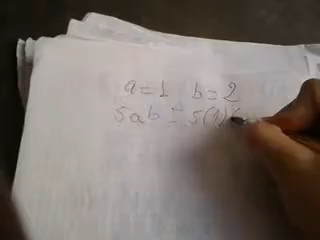 a=1 b=2
5ab = 5(1)(